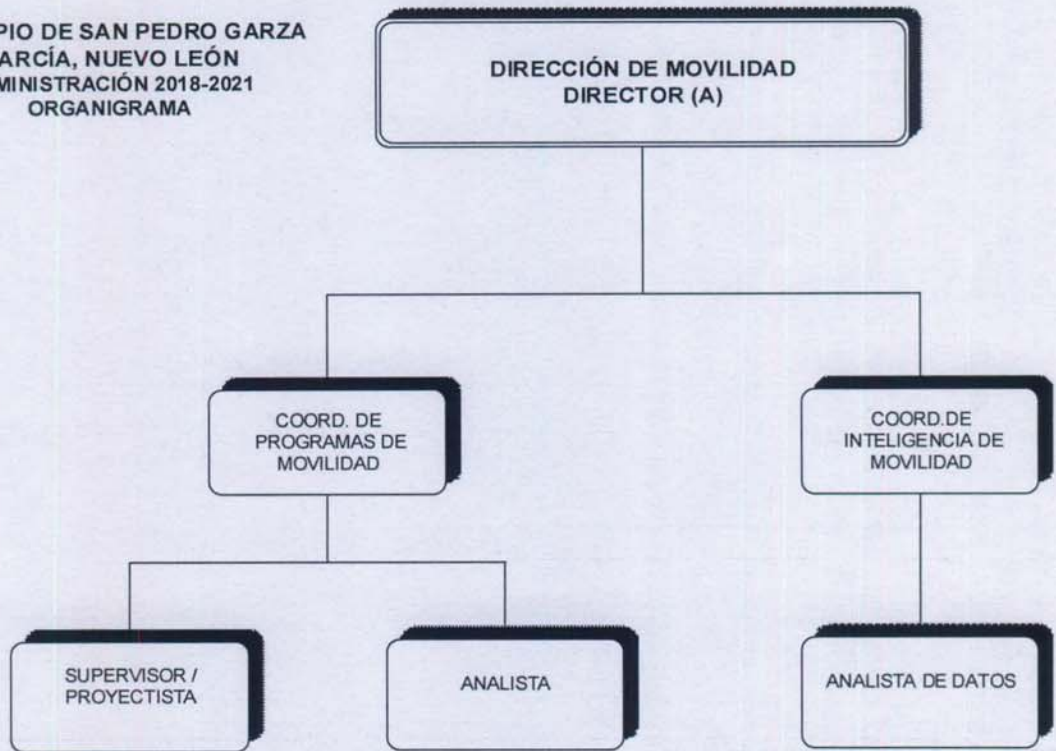 PIO DE SAN PEDRO GARZA
ARCÍA, NUEVO LEÓN
MINISTRACIÓN 2018-2021
ORGANIGRAMA
DIRECCIÓN DE MOVILIDAD
DIRECTOR (A)
COORD. DE
PROGRAMAS DE
MOVILIDAD
COORD.DE
INTELIGENCIA DE
MOVILIDAD
SUPERVISOR /
PROYECTISTA
ANALISTA
ANALISTA DE DATOS